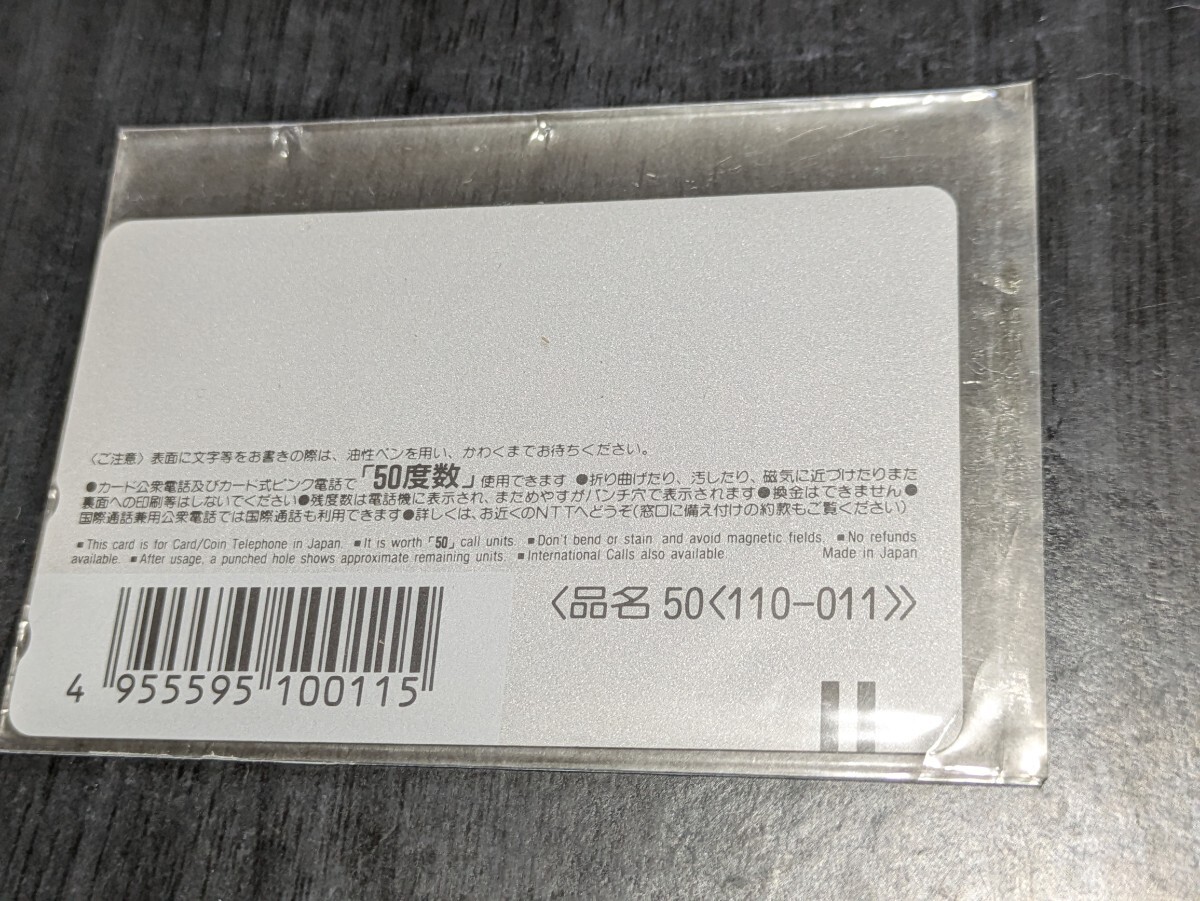 〈ご注意〉表面に文字等をお書きの際は、油性ペンを用い、かわくまでお待ちください。
●カード公衆電話及びカード式ピンク電話で「50度数」使用できます ●折り曲げたり、汚したり、磁気に近づけたりまた
裏面への印刷等はしないでください●残度数は電話機に表示され、まためやすがパンチ穴で表示されます●換金はできません●
国際通話兼用公衆電話では国際通話も利用できます●詳しくは、お近くのNTTへどうぞ(窓口に備え付けの約款もご覧ください)
■This card is for Card/Coin Telephone in Japan. ■It is worth「50」call units. ■Don't bend or stain, and avoid magnetic fields. ■No refunds
available. ■After usage, a punched hole shows approximate remaining units. ■International Calls also available. Made in Japan
〈品名 50〈110-011〉〉
4 955595 100115